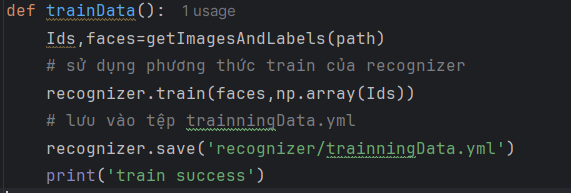 def trainData(): 1 usage
    Ids,faces=getImagesAndLabels(path)
    # sử dụng phương thức train của recognizer
    recognizer.train(faces,np.array(Ids))
    # lưu vào tệp trainningData.yml
    recognizer.save('recognizer/trainningData.yml')
    print('train success')